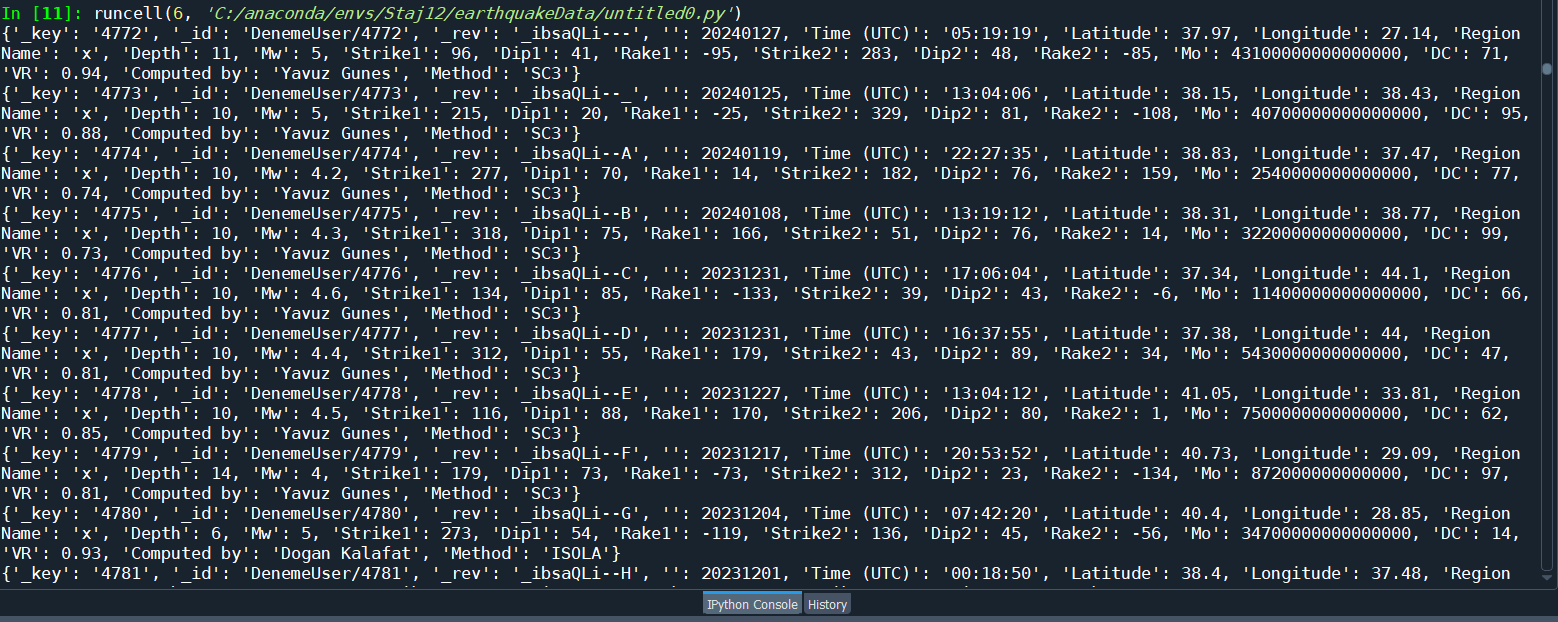 In [11]: runcell(6, 'C:/anaconda/envs/Staj12/earthquakeData/untitled0.py')
{'_key': '4772', '_id': 'DenemeUser/4772', '_rev': '_ibsaQLi---', '': 20240127, 'Time (UTC)': '05:19:19', 'Latitude': 37.97, 'Longitude': 27.14, 'Region
Name': 'x', 'Depth': 11, 'Mw': 5, 'Strike1': 96, 'Dip1': 41, 'Rake1': -95, 'Strike2': 283, 'Dip2': 48, 'Rake2': -85, 'Mo': 43100000000000000, 'DC': 71,
'VR': 0.94, 'Computed by': 'Yavuz Gunes', 'Method': 'SC3'}
{'_key': '4773', '_id': 'DenemeUser/4773', '_rev': '_ibsaQLi--_', '': 20240125, 'Time (UTC)': '13:04:06', 'Latitude': 38.15, 'Longitude': 38.43, 'Region
Name': 'x', 'Depth': 10, 'Mw': 5, 'Strike1': 215, 'Dip1': 20, 'Rake1': -25, 'Strike2': 329, 'Dip2': 81, 'Rake2': -108, 'Mo': 40700000000000000, 'DC': 95,
'VR': 0.88, 'Computed by': 'Yavuz Gunes', 'Method': 'SC3'}
{'_key': '4774', '_id': 'DenemeUser/4774', '_rev': '_ibsaQLi--A', '': 20240119, 'Time (UTC)': '22:27:35', 'Latitude': 38.83, 'Longitude': 37.47, 'Region
Name': 'x', 'Depth': 10, 'Mw': 4.2, 'Strike1': 277, 'Dip1': 70, 'Rake1': 14, 'Strike2': 182, 'Dip2': 76, 'Rake2': 159, 'Mo': 2540000000000000, 'DC': 77,
'VR': 0.74, 'Computed by': 'Yavuz Gunes', 'Method': 'SC3'}
{'_key': '4775', '_id': 'DenemeUser/4775', '_rev': '_ibsaQLi--B', '': 20240108, 'Time (UTC)': '13:19:12', 'Latitude': 38.31, 'Longitude': 38.77, 'Region
Name': 'x', 'Depth': 10, 'Mw': 4.3, 'Strike1': 318, 'Dip1': 75, 'Rake1': 166, 'Strike2': 51, 'Dip2': 76, 'Rake2': 14, 'Mo': 3220000000000000, 'DC': 99,
'VR': 0.73, 'Computed by': 'Yavuz Gunes', 'Method': 'SC3'}
{'_key': '4776', '_id': 'DenemeUser/4776', '_rev': '_ibsaQLi--C', '': 20231231, 'Time (UTC)': '17:06:04', 'Latitude': 37.34, 'Longitude': 44.1, 'Region
Name': 'x', 'Depth': 10, 'Mw': 4.6, 'Strike1': 134, 'Dip1': 85, 'Rake1': -133, 'Strike2': 39, 'Dip2': 43, 'Rake2': -6, 'Mo': 11400000000000000, 'DC': 66,
'VR': 0.81, 'Computed by': 'Yavuz Gunes', 'Method': 'SC3'}
{'_key': '4777', '_id': 'DenemeUser/4777', '_rev': '_ibsaQLi--D', '': 20231231, 'Time (UTC)': '16:37:55', 'Latitude': 37.38, 'Longitude': 44, 'Region
Name': 'x', 'Depth': 10, 'Mw': 4.4, 'Strike1': 312, 'Dip1': 55, 'Rake1': 179, 'Strike2': 43, 'Dip2': 89, 'Rake2': 34, 'Mo': 5430000000000000, 'DC': 47,
'VR': 0.81, 'Computed by': 'Yavuz Gunes', 'Method': 'SC3'}
{'_key': '4778', '_id': 'DenemeUser/4778', '_rev': '_ibsaQLi--E', '': 20231227, 'Time (UTC)': '13:04:12', 'Latitude': 41.05, 'Longitude': 33.81, 'Region
Name': 'x', 'Depth': 10, 'Mw': 4.5, 'Strike1': 116, 'Dip1': 88, 'Rake1': 170, 'Strike2': 206, 'Dip2': 80, 'Rake2': 1, 'Mo': 7500000000000000, 'DC': 62,
'VR': 0.85, 'Computed by': 'Yavuz Gunes', 'Method': 'SC3'}
{'_key': '4779', '_id': 'DenemeUser/4779', '_rev': '_ibsaQLi--F', '': 20231217, 'Time (UTC)': '20:53:52', 'Latitude': 40.73, 'Longitude': 29.09, 'Region
Name': 'x', 'Depth': 14, 'Mw': 4, 'Strike1': 179, 'Dip1': 73, 'Rake1': -73, 'Strike2': 312, 'Dip2': 23, 'Rake2': -134, 'Mo': 872000000000000, 'DC': 97,
'VR': 0.81, 'Computed by': 'Yavuz Gunes', 'Method': 'SC3'}
{'_key': '4780', '_id': 'DenemeUser/4780', '_rev': '_ibsaQLi--G', '': 20231204, 'Time (UTC)': '07:42:20', 'Latitude': 40.4, 'Longitude': 28.85, 'Region
Name': 'x', 'Depth': 6, 'Mw': 5, 'Strike1': 273, 'Dip1': 54, 'Rake1': -119, 'Strike2': 136, 'Dip2': 45, 'Rake2': -56, 'Mo': 34700000000000000, 'DC': 14,
'VR': 0.93, 'Computed by': 'Dogan Kalafat', 'Method': 'ISOLA'}
{'_key': '4781', '_id': 'DenemeUser/4781', '_rev': '_ibsaQLi--H', '': 20231201, 'Time (UTC)': '00:18:50', 'Latitude': 38.4, 'Longitude': 37.48, 'Region
IPython Console
History